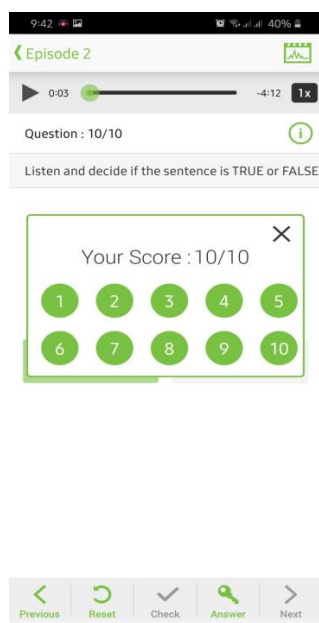 9:42 40%
Episode 2
0:03 -4:12 1x
Question : 10/10
Listen and decide if the sentence is TRUE or FALSE
Your Score : 10/10
1 2 3 4 5
6 7 8 9 10
Previous Reset Check Answer Next